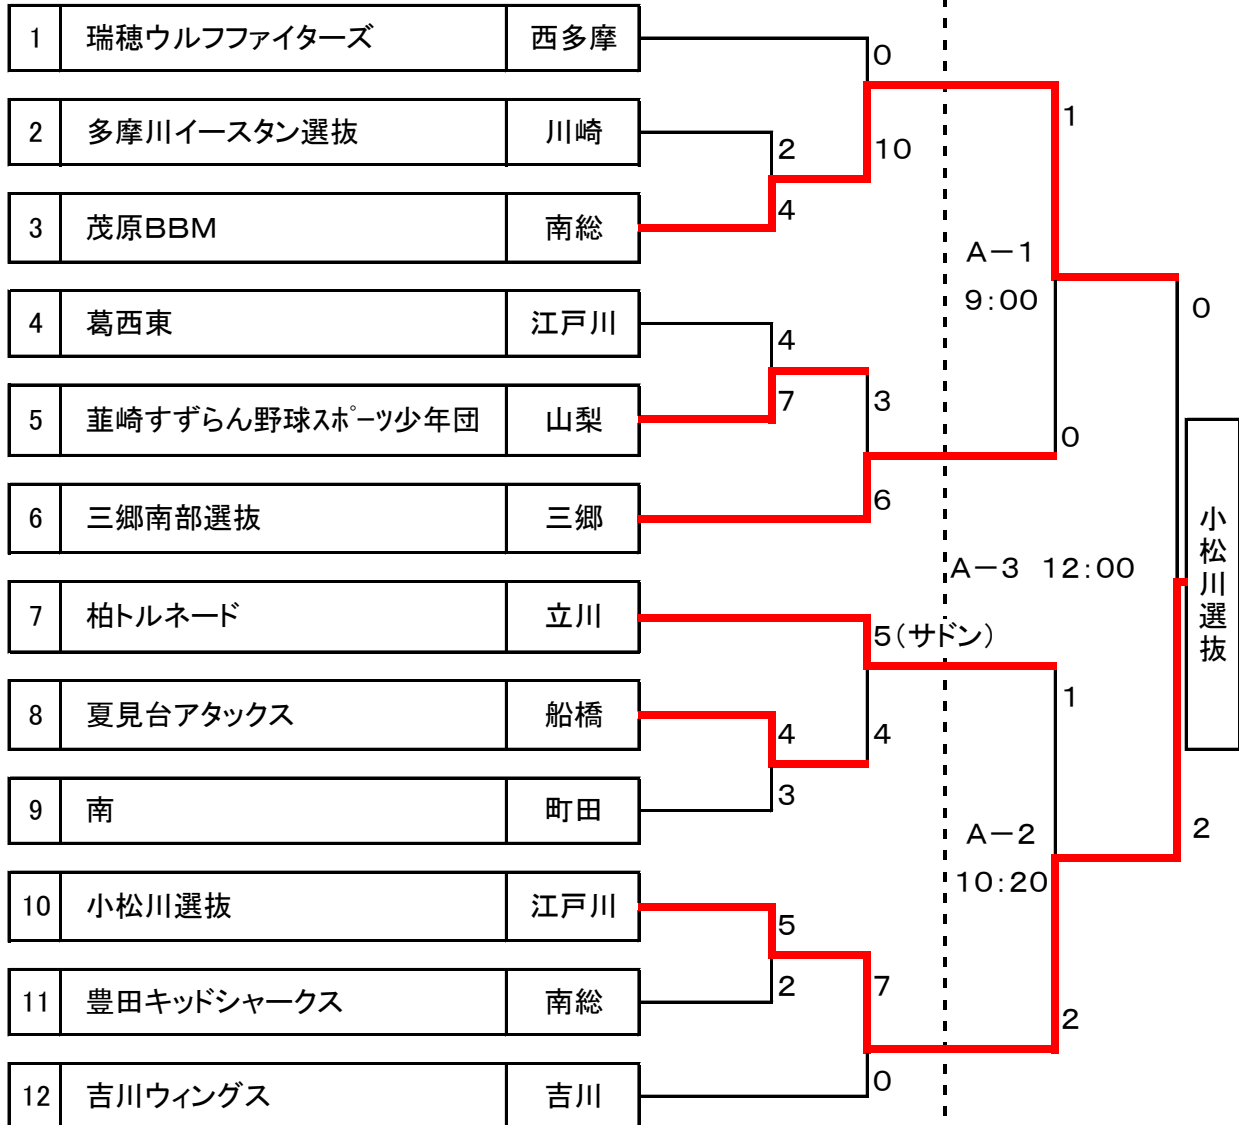 1 瑞穂ウルフファイターズ 西多摩
2 多摩川イースタン選抜 川崎
3 茂原BBM 南総
4 葛西東 江戸川
5 韮崎すずらん野球スポーツ少年団 山梨
6 三郷南部選抜 三郷
7 柏トルネード 立川
8 夏見台アタックス 船橋
9 南 町田
10 小松川選抜 江戸川
11 豊田キッドシャークス 南総
12 吉川ウィングス 吉川
2
4
4
7
4
3
5
2
0
10
3
6
5(サドン)
4
7
0
A-1
9:00
A-3 12:00
A-2
10:20
1
0
1
2
0
2
小松川選抜